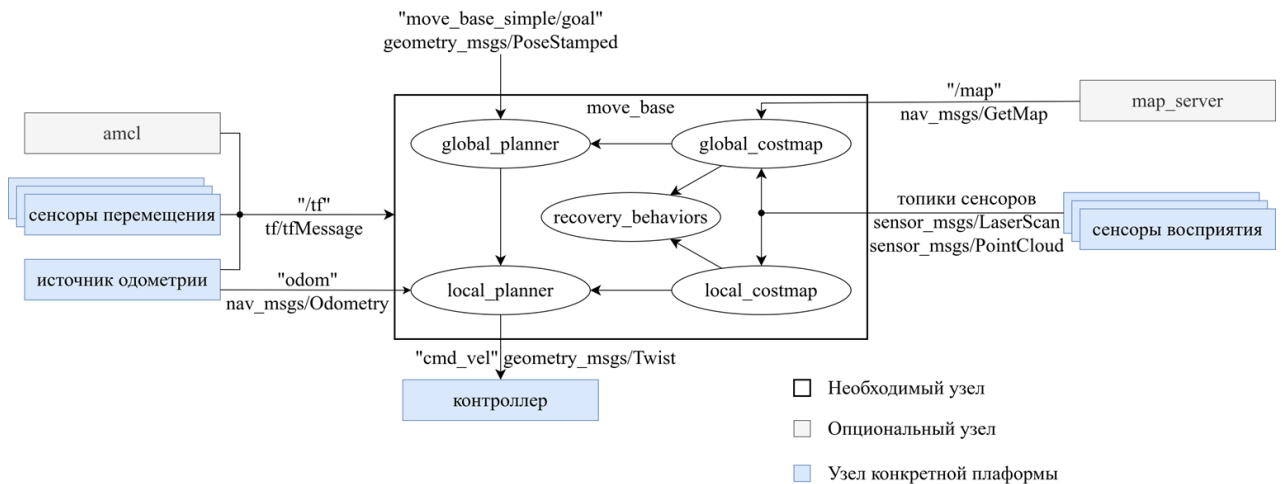 "move_base_simple/goal"
geometry_msgs/PoseStamped
move_base
"/map"
nav_msgs/GetMap
map_server
amcl
global_planner
global_costmap
сенсоры перемещения
"/tf"
tf/tfMessage
recovery_behaviors
топики сенсоров
sensor_msgs/LaserScan
sensor_msgs/PointCloud
сенсоры восприятия
источник одометрии
"odom"
nav_msgs/Odometry
local_planner
local_costmap
"cmd_vel" geometry_msgs/Twist
контроллер
Необходимый узел
Опциональный узел
Узел конкретной плаформы